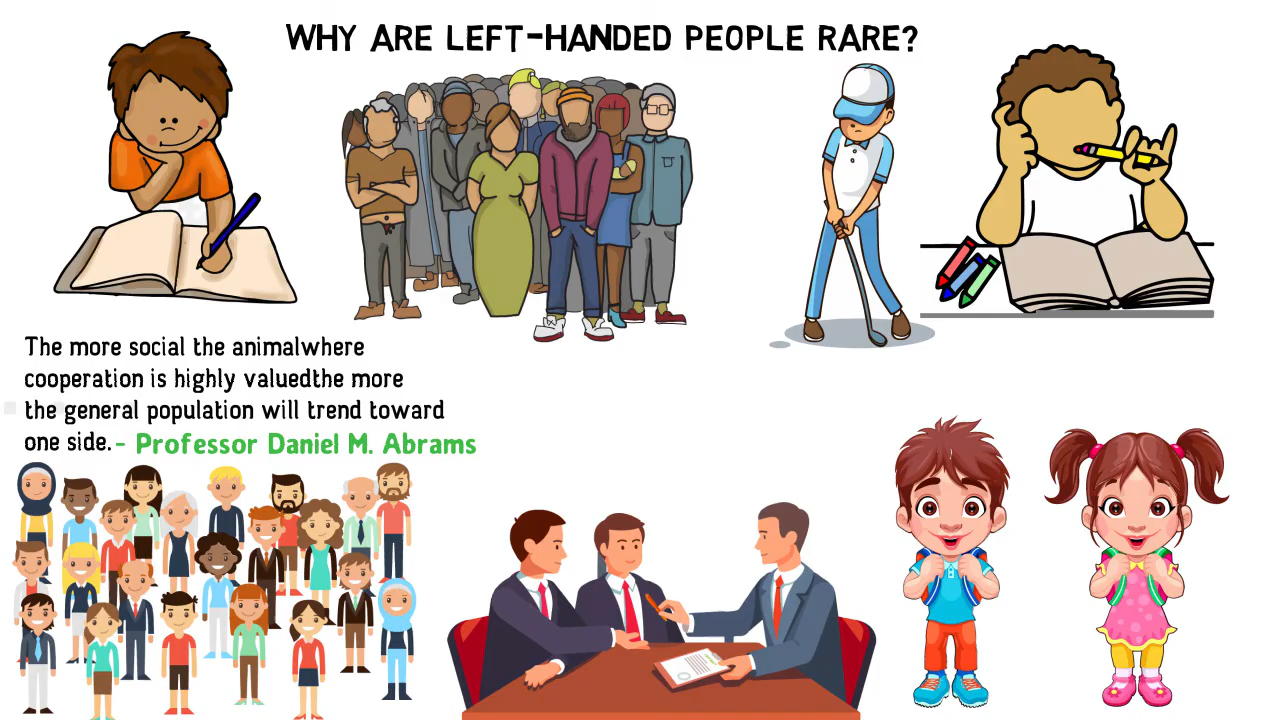 WHY ARE LEFT-HANDED PEOPLE RARE?
The more social the animalwhere
cooperation is highly valuedthe more
the general population will trend toward
one side. - Professor Daniel M. Abrams